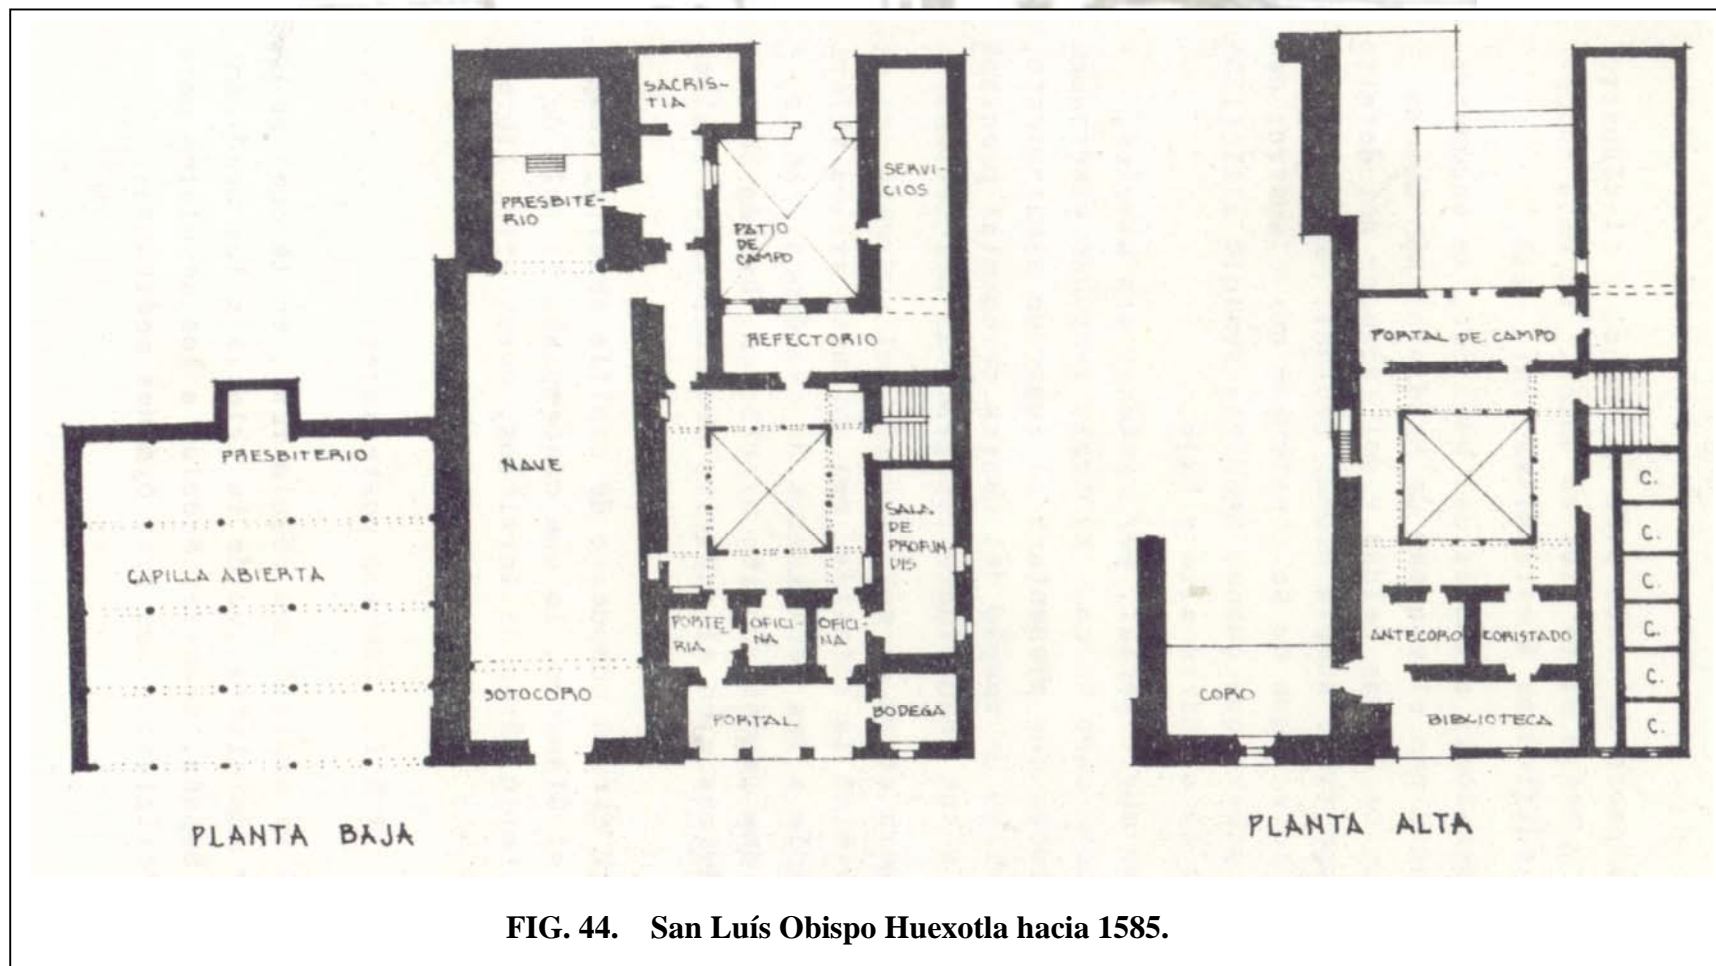 SACRIS-
TIA
SERVI-
CIOS
PRESBITE-
RIO
PATIO
DE
CAMPO
REFECTORIO
PRESBITERIO
NAVE
CAPILLA ABIERTA
SALA
DE
PROFUN-
DIS
PORTE-
RIA
OFICI-
NA
OFICI-
NA
SOTOCORO
PORTAL
BODEGA
PLANTA BAJA
PORTAL DE CAMPO
C.
C.
C.
C.
C.
C.
ANTECORO
CORISTADO
CORO
BIBLIOTECA
PLANTA ALTA
FIG. 44. San Luís Obispo Huexotla hacia 1585.